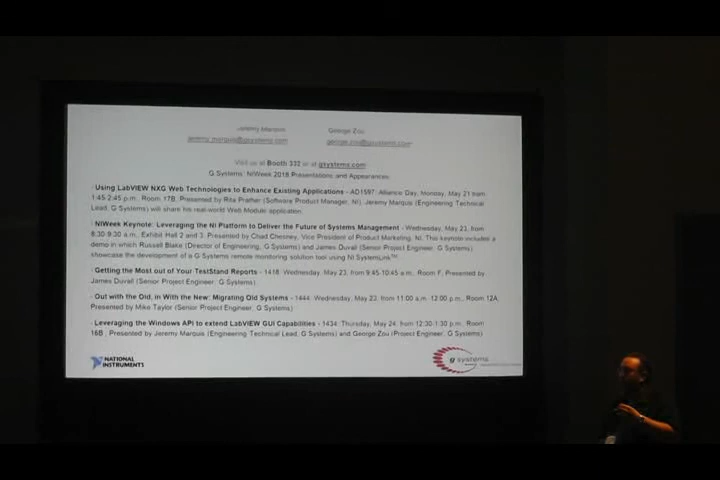 Jeremy Marquis George Zou
jeremy.marquis@gsystems.com george.zou@gsystems.com
Visit us at Booth 332 or at gsystems.com
G Systems: NIWeek 2018 Presentations and Appearances:
Using LabVIEW NXG Web Technologies to Enhance Existing Applications - AD1597: Alliance Day, Monday, May 21
1:45-2:45 p.m. Room 17B, Presented by Rita Prather (Software Product Manager, NI). Jeremy Marquis (Engineering Technical
Lead, G Systems) will share his real-world Web Module application.
NIWeek Keynote: Leveraging the NI Platform to Deliver the Future of Systems Management - Wednesday, May 23, from
8:30-9:30 a.m., Exhibit Hall 2 and 3. Presented by Chad Chesney, Vice President of Product Marketing, NI. This keynote includes a
demo in which Russell Blake (Director of Engineering, G Systems) and James Duvall (Senior Project Engineer, G Systems)
showcase the development of a G Systems remote monitoring solution tool using NI SystemLink™.
Getting the Most out of Your TestStand Reports - 1418: Wednesday, May 23, from 9:45-10:45 a.m. Room F, Presented by
James Duvall (Senior Project Engineer, G Systems)
Out with the Old, in With the New: Migrating Old Systems - 1444: Wednesday, May 23, from 11:00 a.m.-12:00 p.m., Room 12A,
Presented by Mike Taylor (Senior Project Engineer, G Systems)
Leveraging the Windows API to extend LabVIEW GUI Capabilities - 1434: Thursday, May 24, from 12:30-1:30 p.m. Room
16B , Presented by Jeremy Marquis (Engineering Technical Lead, G Systems) and George Zou (Project Engineer, G Systems)
NATIONAL
INSTRUMENTS
g systems